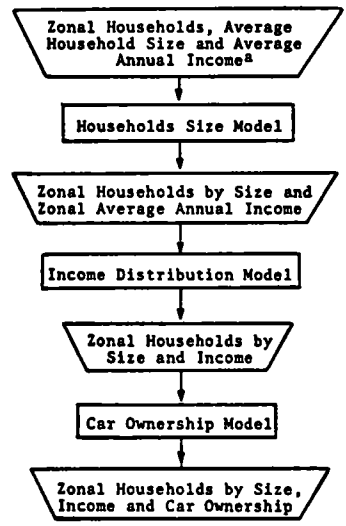 Zonal Households, Average
Household Size and Average
Annual Incomeª
Households Size Model
Zonal Households by Size and
Zonal Average Annual Income
Income Distribution Model
Zonal Households by
Size and Income
Car Ownership Model
Zonal Households by Size,
Income and Car Ownership